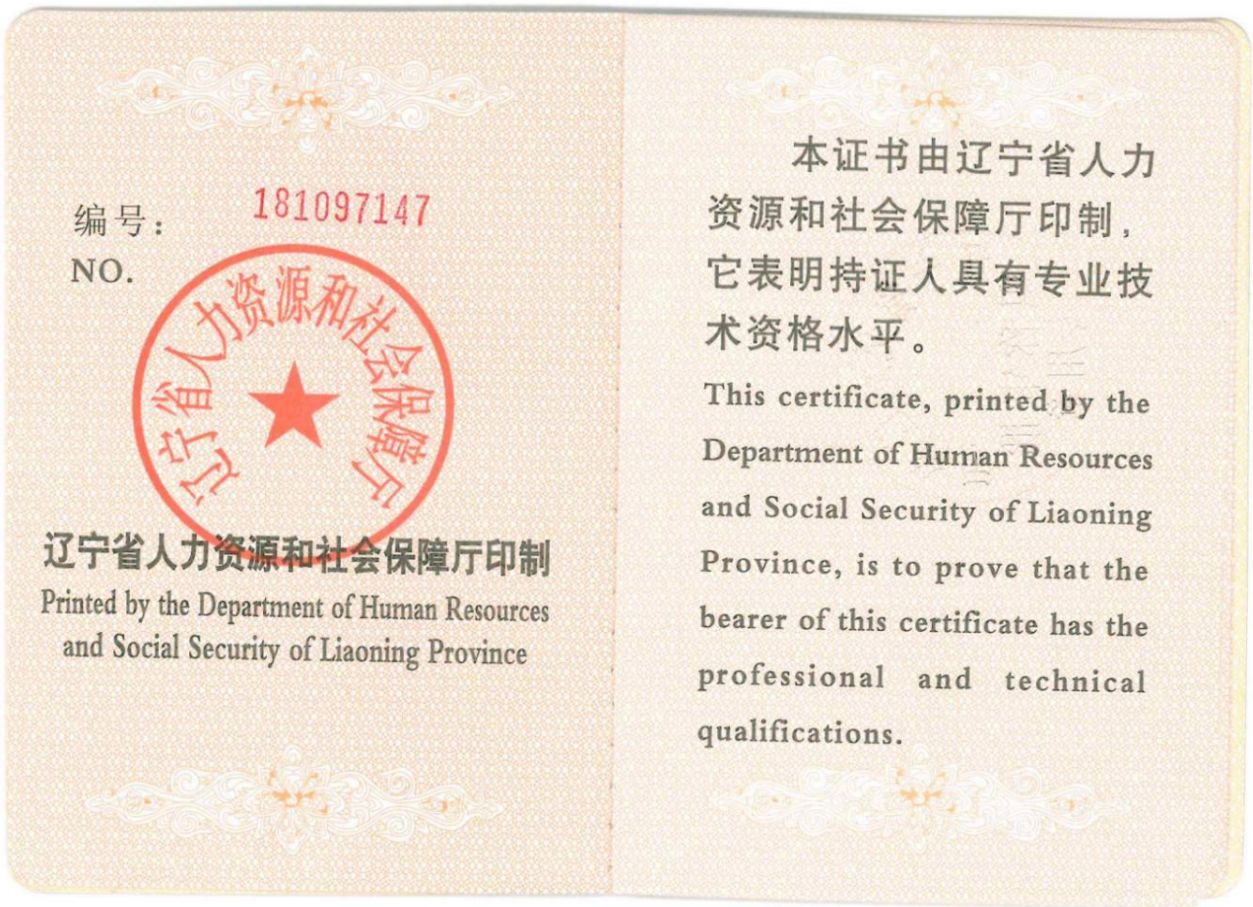 编号：
181097147
NO.
辽宁省人力资源和社会保障厅
辽宁省人力资源和社会保障厅印制
Printed by the Department of Human Resources
and Social Security of Liaoning Province
本证书由辽宁省人力
资源和社会保障厅印制，
它表明持证人具有专业技
术资格水平。
This certificate, printed by the
Department of Human Resources
and Social Security of Liaoning
Province, is to prove that the
bearer of this certificate has the
professional and technical
qualifications.